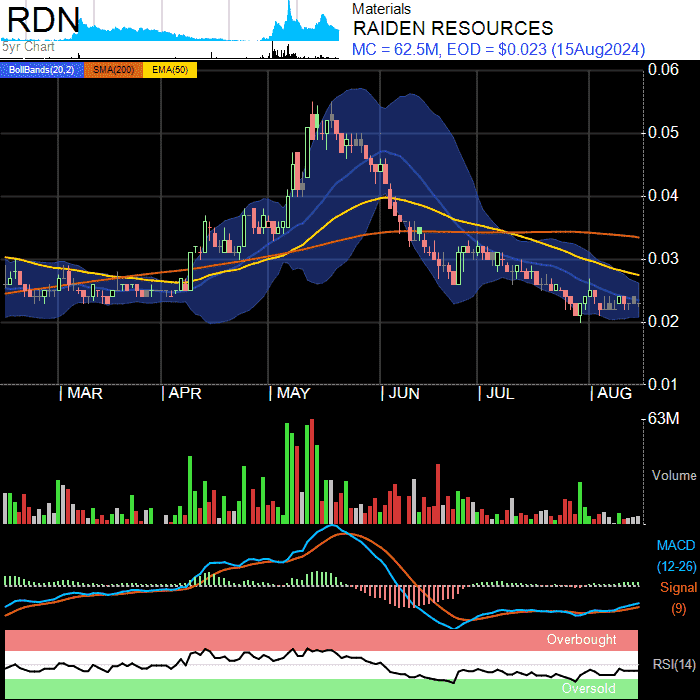 RDN
5yr Chart
Materials
RAIDEN RESOURCES
MC = 62.5M, EOD = $0.023 (15Aug2024)
BollBands(20,2) SMA(200) EMA(50)
0.06
0.05
0.04
0.03
0.02
0.01
MAR APR MAY JUN JUL AUG
63M
Volume
MACD
(12-26)
Signal
(9)
Overbought
RSI(14)
Oversold